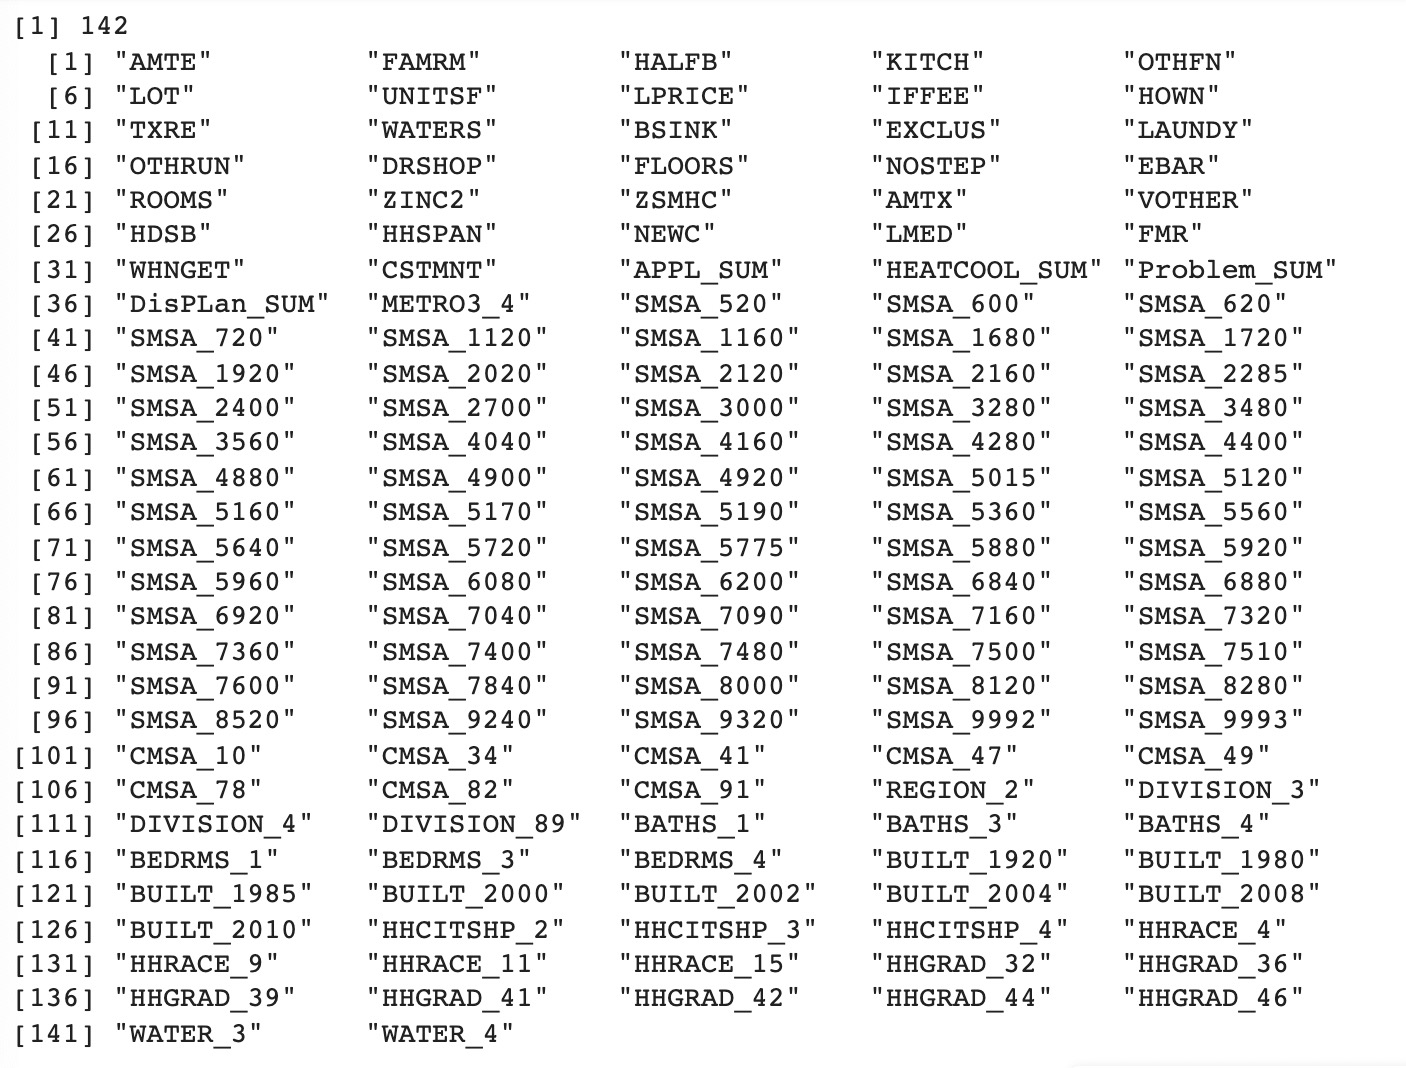 [1] 142
[1] "AMTE" "FAMRM" "HALFB" "KITCH" "OTHFN"
[6] "LOT" "UNITSF" "LPRICE" "IFFEE" "HOWN"
[11] "TXRE" "WATERS" "BSINK" "EXCLUS" "LAUNDY"
[16] "OTHRUN" "DRSHOP" "FLOORS" "NOSTEP" "EBAR"
[21] "ROOMS" "ZINC2" "ZSMHC" "AMTX" "VOTHER"
[26] "HDSB" "HHSPAN" "NEWC" "LMED" "FMR"
[31] "WHNGET" "CSTMNT" "APPL_SUM" "HEATCOOL_SUM" "Problem_SUM"
[36] "DisPLan_SUM" "METRO3_4" "SMSA_520" "SMSA_600" "SMSA_620"
[41] "SMSA_720" "SMSA_1120" "SMSA_1160" "SMSA_1680" "SMSA_1720"
[46] "SMSA_1920" "SMSA_2020" "SMSA_2120" "SMSA_2160" "SMSA_2285"
[51] "SMSA_2400" "SMSA_2700" "SMSA_3000" "SMSA_3280" "SMSA_3480"
[56] "SMSA_3560" "SMSA_4040" "SMSA_4160" "SMSA_4280" "SMSA_4400"
[61] "SMSA_4880" "SMSA_4900" "SMSA_4920" "SMSA_5015" "SMSA_5120"
[66] "SMSA_5160" "SMSA_5170" "SMSA_5190" "SMSA_5360" "SMSA_5560"
[71] "SMSA_5640" "SMSA_5720" "SMSA_5775" "SMSA_5880" "SMSA_5920"
[76] "SMSA_5960" "SMSA_6080" "SMSA_6200" "SMSA_6840" "SMSA_6880"
[81] "SMSA_6920" "SMSA_7040" "SMSA_7090" "SMSA_7160" "SMSA_7320"
[86] "SMSA_7360" "SMSA_7400" "SMSA_7480" "SMSA_7500" "SMSA_7510"
[91] "SMSA_7600" "SMSA_7840" "SMSA_8000" "SMSA_8120" "SMSA_8280"
[96] "SMSA_8520" "SMSA_9240" "SMSA_9320" "SMSA_9992" "SMSA_9993"
[101] "CMSA_10" "CMSA_34" "CMSA_41" "CMSA_47" "CMSA_49"
[106] "CMSA_78" "CMSA_82" "CMSA_91" "REGION_2" "DIVISION_3"
[111] "DIVISION_4" "DIVISION_89" "BATHS_1" "BATHS_3" "BATHS_4"
[116] "BEDRMS_1" "BEDRMS_3" "BEDRMS_4" "BUILT_1920" "BUILT_1980"
[121] "BUILT_1985" "BUILT_2000" "BUILT_2002" "BUILT_2004" "BUILT_2008"
[126] "BUILT_2010" "HHCITSHP_2" "HHCITSHP_3" "HHCITSHP_4" "HHRACE_4"
[131] "HHRACE_9" "HHRACE_11" "HHRACE_15" "HHGRAD_32" "HHGRAD_36"
[136] "HHGRAD_39" "HHGRAD_41" "HHGRAD_42" "HHGRAD_44" "HHGRAD_46"
[141] "WATER_3" "WATER_4"